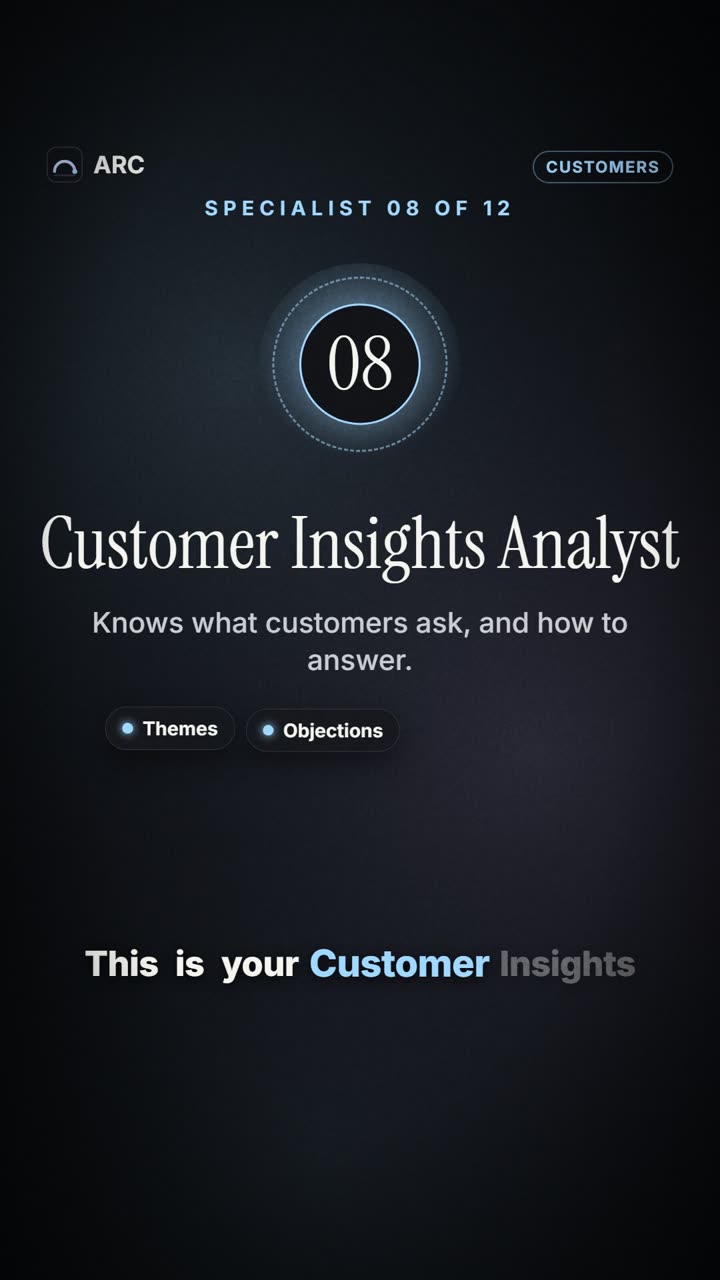 ARC
CUSTOMERS
SPECIALIST 08 OF 12
08
Customer Insights Analyst
Knows what customers ask, and how to
answer.
Themes
Objections
This is your Customer Insights